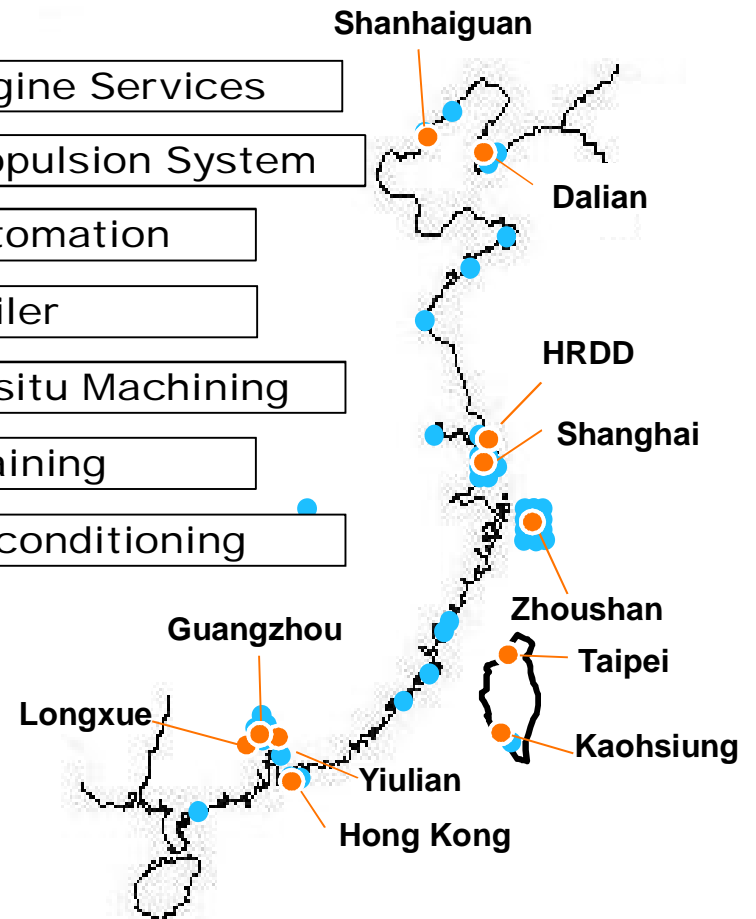 Shanhaiguan
gine Services
opulsion System
Dalian
tomation
iler
HRDD
situ Machining
Shanghai
aining
conditioning
Zhoushan
Guangzhou
Taipei
Longxue
Kaohsiung
Yiulian
Hong Kong